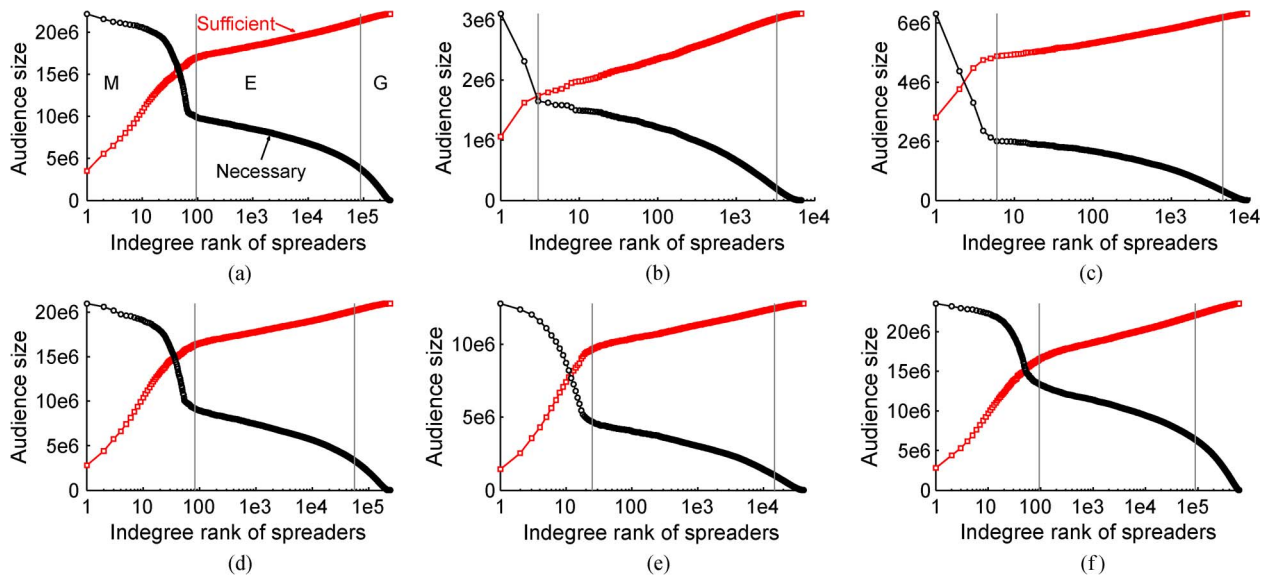 Audience size
20e6
15e6
10e6
5e6
0
Sufficient
M
E
G
Necessary
1 10 100 1e3 1e4 1e5
Indegree rank of spreaders
(a)
Audience size
3e6
2e6
1e6
0
1 10 100 1e3 1e4
Indegree rank of spreaders
(b)
Audience size
6e6
4e6
2e6
0
1 10 100 1e3 1e4
Indegree rank of spreaders
(c)
Audience size
20e6
15e6
10e6
5e6
0
1 10 100 1e3 1e4 1e5
Indegree rank of spreaders
(d)
Audience size
10e6
5e6
0
1 10 100 1e3 1e4
Indegree rank of spreaders
(e)
Audience size
20e6
15e6
10e6
5e6
0
1 10 100 1e3 1e4 1e5
Indegree rank of spreaders
(f)